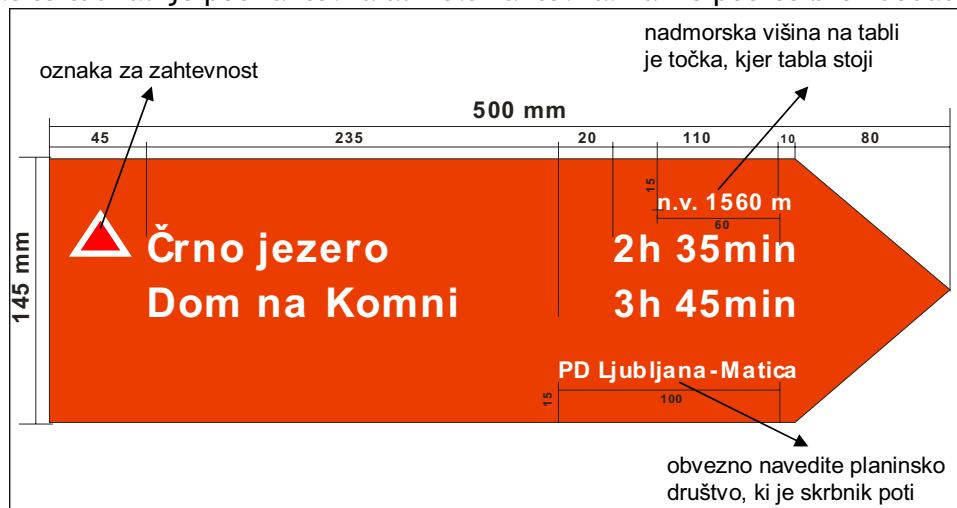 nadmorska višina na tabli
je točka, kjer tabla stoji
oznaka za zahtevnost
500 mm
45 235 20 110 10 80
15
n.v. 1560 m
60
145 mm
Črno jezero 2h 35min
Dom na Komni 3h 45min
PD Ljubljana-Matica
15 100
obvezno navedite planinsko
društvo, ki je skrbnik poti